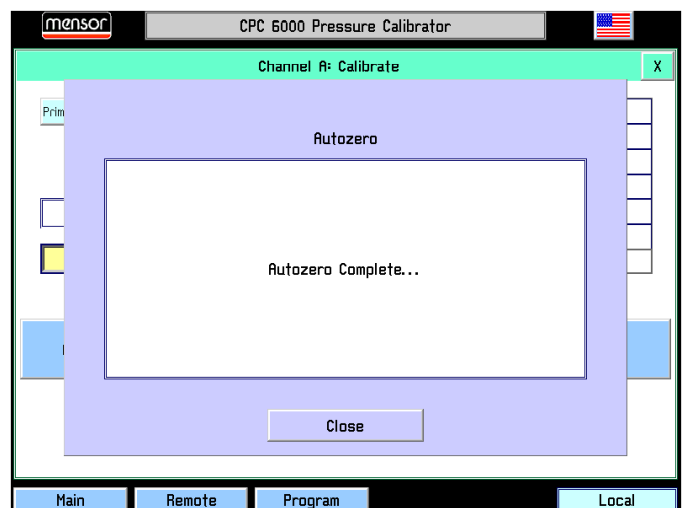 mensor
CPC 6000 Pressure Calibrator
Channel A: Calibrate
X
Prim
Autozero
Autozero Complete...
Close
Main
Remote
Program
Local